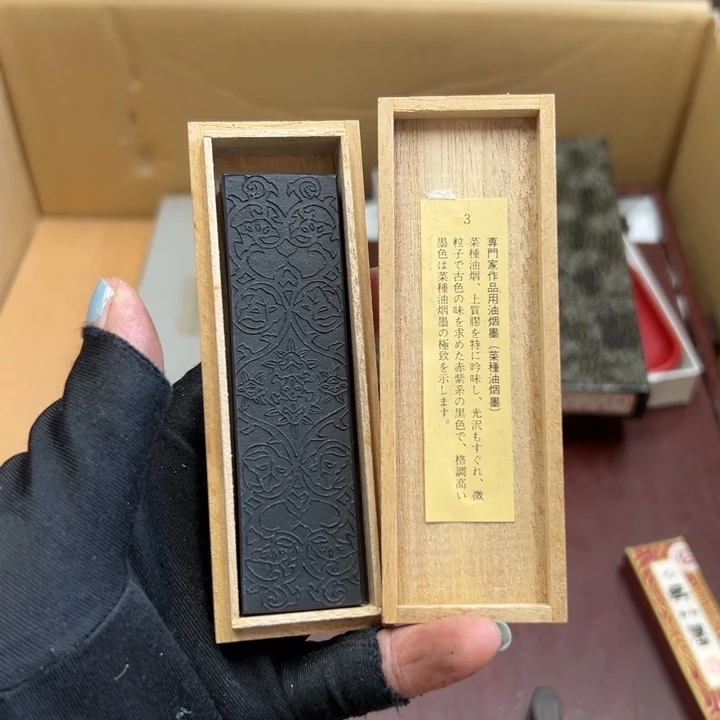 3
専門家作品用油烟墨（菜種油烟墨）
菜種油烟、上質膠を特に吟味し、光沢もすぐれ、微
粒子で古色の味を求めた赤紫系の黒色で、格調高い
墨色は菜種油烟墨の極致を示します。